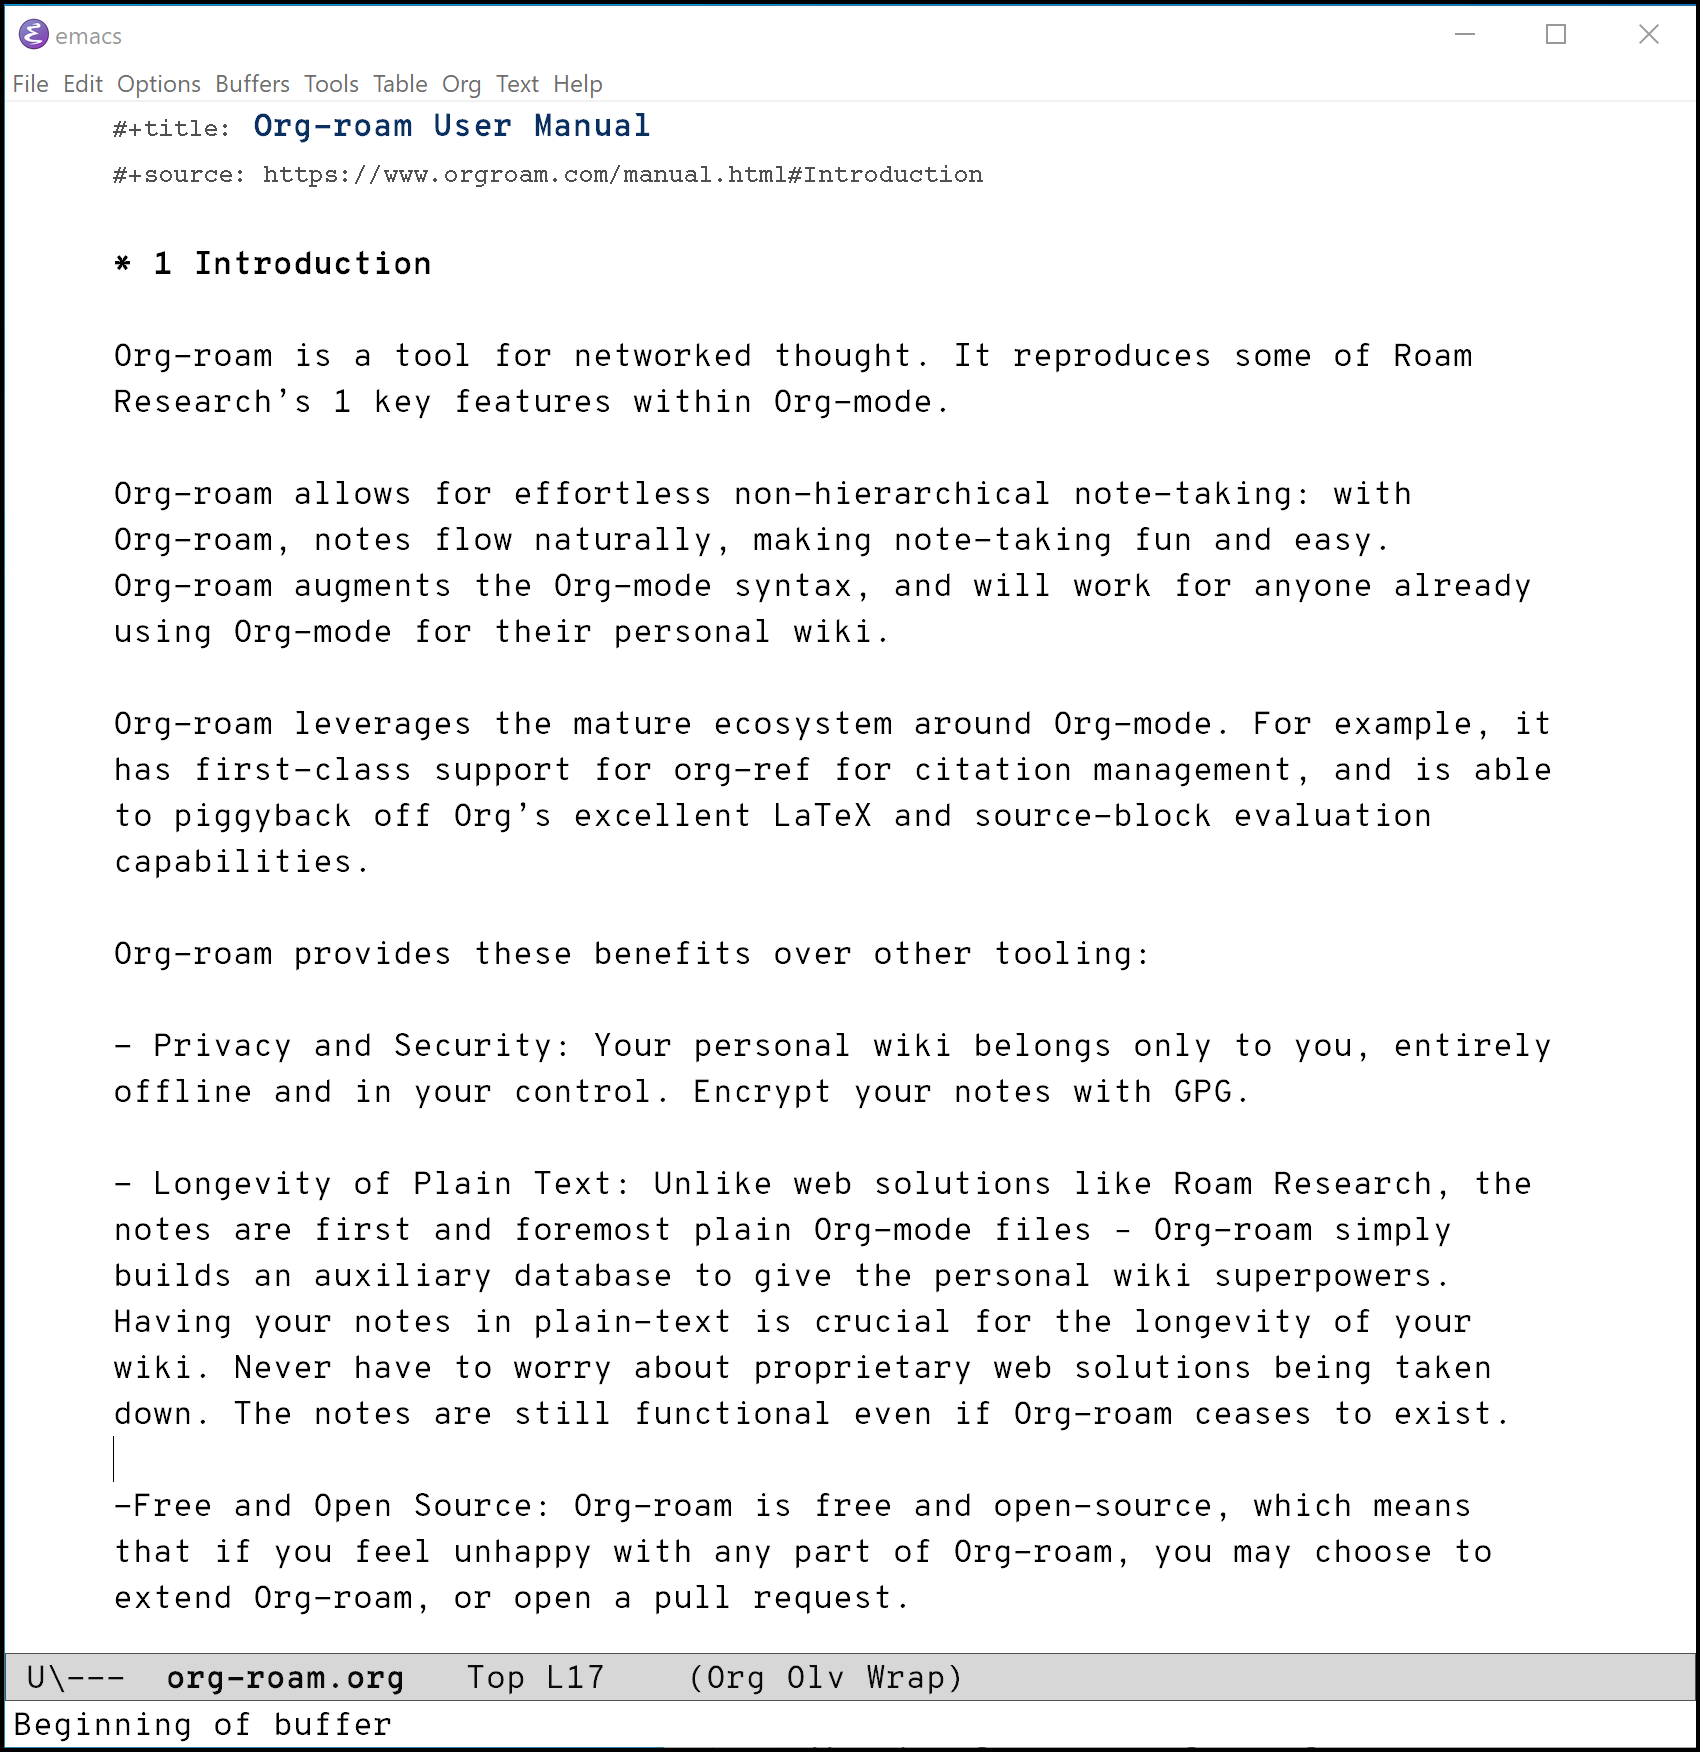 emacs
File Edit Options Buffers Tools Table Org Text Help
#+title: Org-roam User Manual
#+source: https://www.orgroam.com/manual.html#Introduction
* 1 Introduction
Org-roam is a tool for networked thought. It reproduces some of Roam
Research’s 1 key features within Org-mode.
Org-roam allows for effortless non-hierarchical note-taking: with
Org-roam, notes flow naturally, making note-taking fun and easy.
Org-roam augments the Org-mode syntax, and will work for anyone already
using Org-mode for their personal wiki.
Org-roam leverages the mature ecosystem around Org-mode. For example, it
has first-class support for org-ref for citation management, and is able
to piggyback off Org’s excellent LaTeX and source-block evaluation
capabilities.
Org-roam provides these benefits over other tooling:
- Privacy and Security: Your personal wiki belongs only to you, entirely
offline and in your control. Encrypt your notes with GPG.
- Longevity of Plain Text: Unlike web solutions like Roam Research, the
notes are first and foremost plain Org-mode files - Org-roam simply
builds an auxiliary database to give the personal wiki superpowers.
Having your notes in plain-text is crucial for the longevity of your
wiki. Never have to worry about proprietary web solutions being taken
down. The notes are still functional even if Org-roam ceases to exist.
-Free and Open Source: Org-roam is free and open-source, which means
that if you feel unhappy with any part of Org-roam, you may choose to
extend Org-roam, or open a pull request.
U\--- org-roam.org Top L17 (Org Olv Wrap)
Beginning of buffer